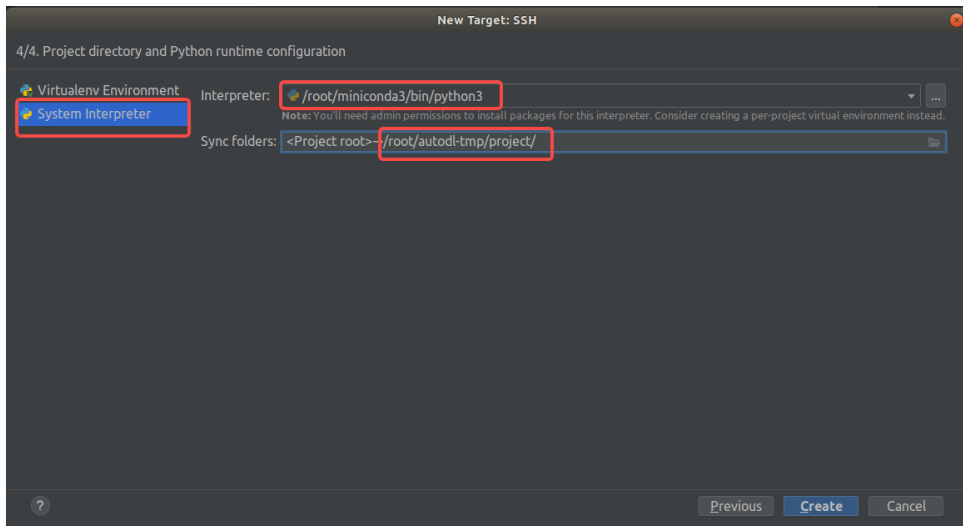 New Target: SSH
4/4. Project directory and Python runtime configuration
Virtualenv Environment
System Interpreter
Interpreter: /root/miniconda3/bin/python3 ...
Note: You'll need admin permissions to install packages for this interpreter. Consider creating a per-project virtual environment instead.
Sync folders: <Project root>→/root/autodl-tmp/project/
? Previous Create Cancel